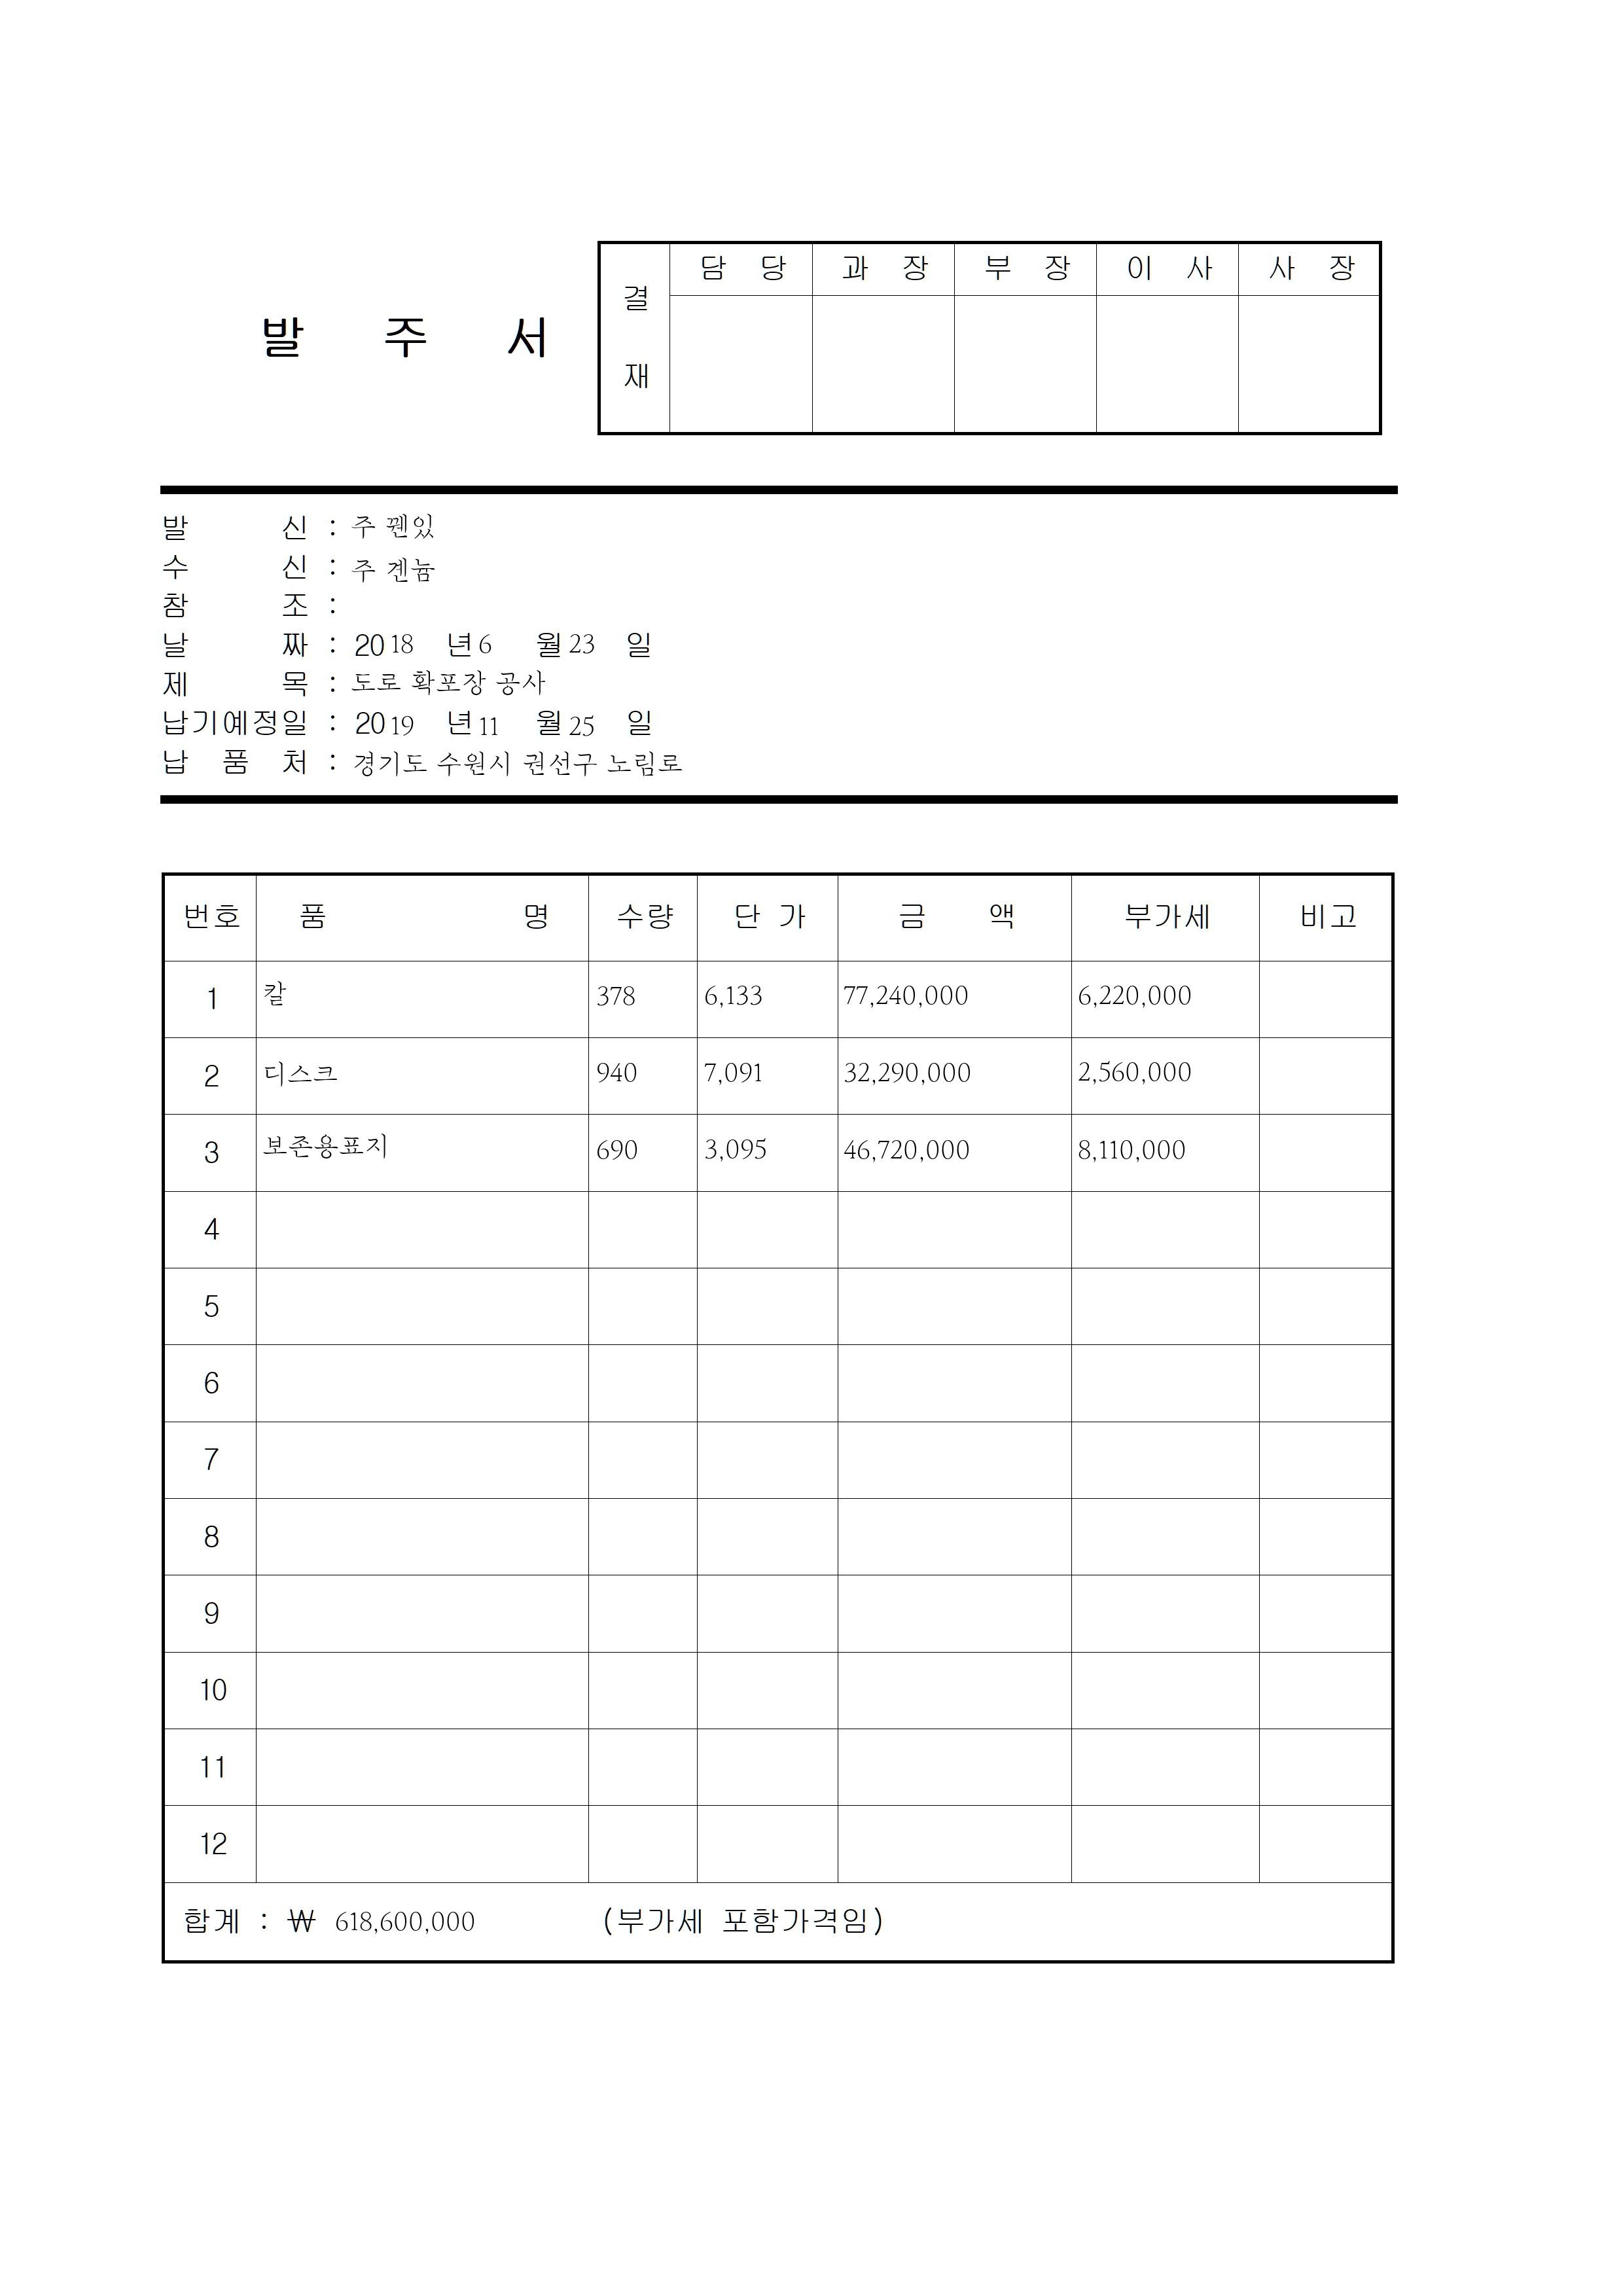 담 당 과 장 부 장 이 사 사 장
결
재
발 주 서
발 신 : 주 꿴있
수 신 : 주 곈늄
참 조 :
날 짜 : 2018 년 6 월 23 일
제 목 : 도로 확포장 공사
납기예정일 : 2019 년 11 월 25 일
납 품 처 : 경기도 수원시 권선구 노림로
번호 품 명 수량 단 가 금 액 부가세 비고
1 칼 378 6,133 77,240,000 6,220,000
2 디스크 940 7,091 32,290,000 2,560,000
3 보존용표지 690 3,095 46,720,000 8,110,000
4
5
6
7
8
9
10
11
12
합계 : ₩ 618,600,000 (부가세 포함가격임)